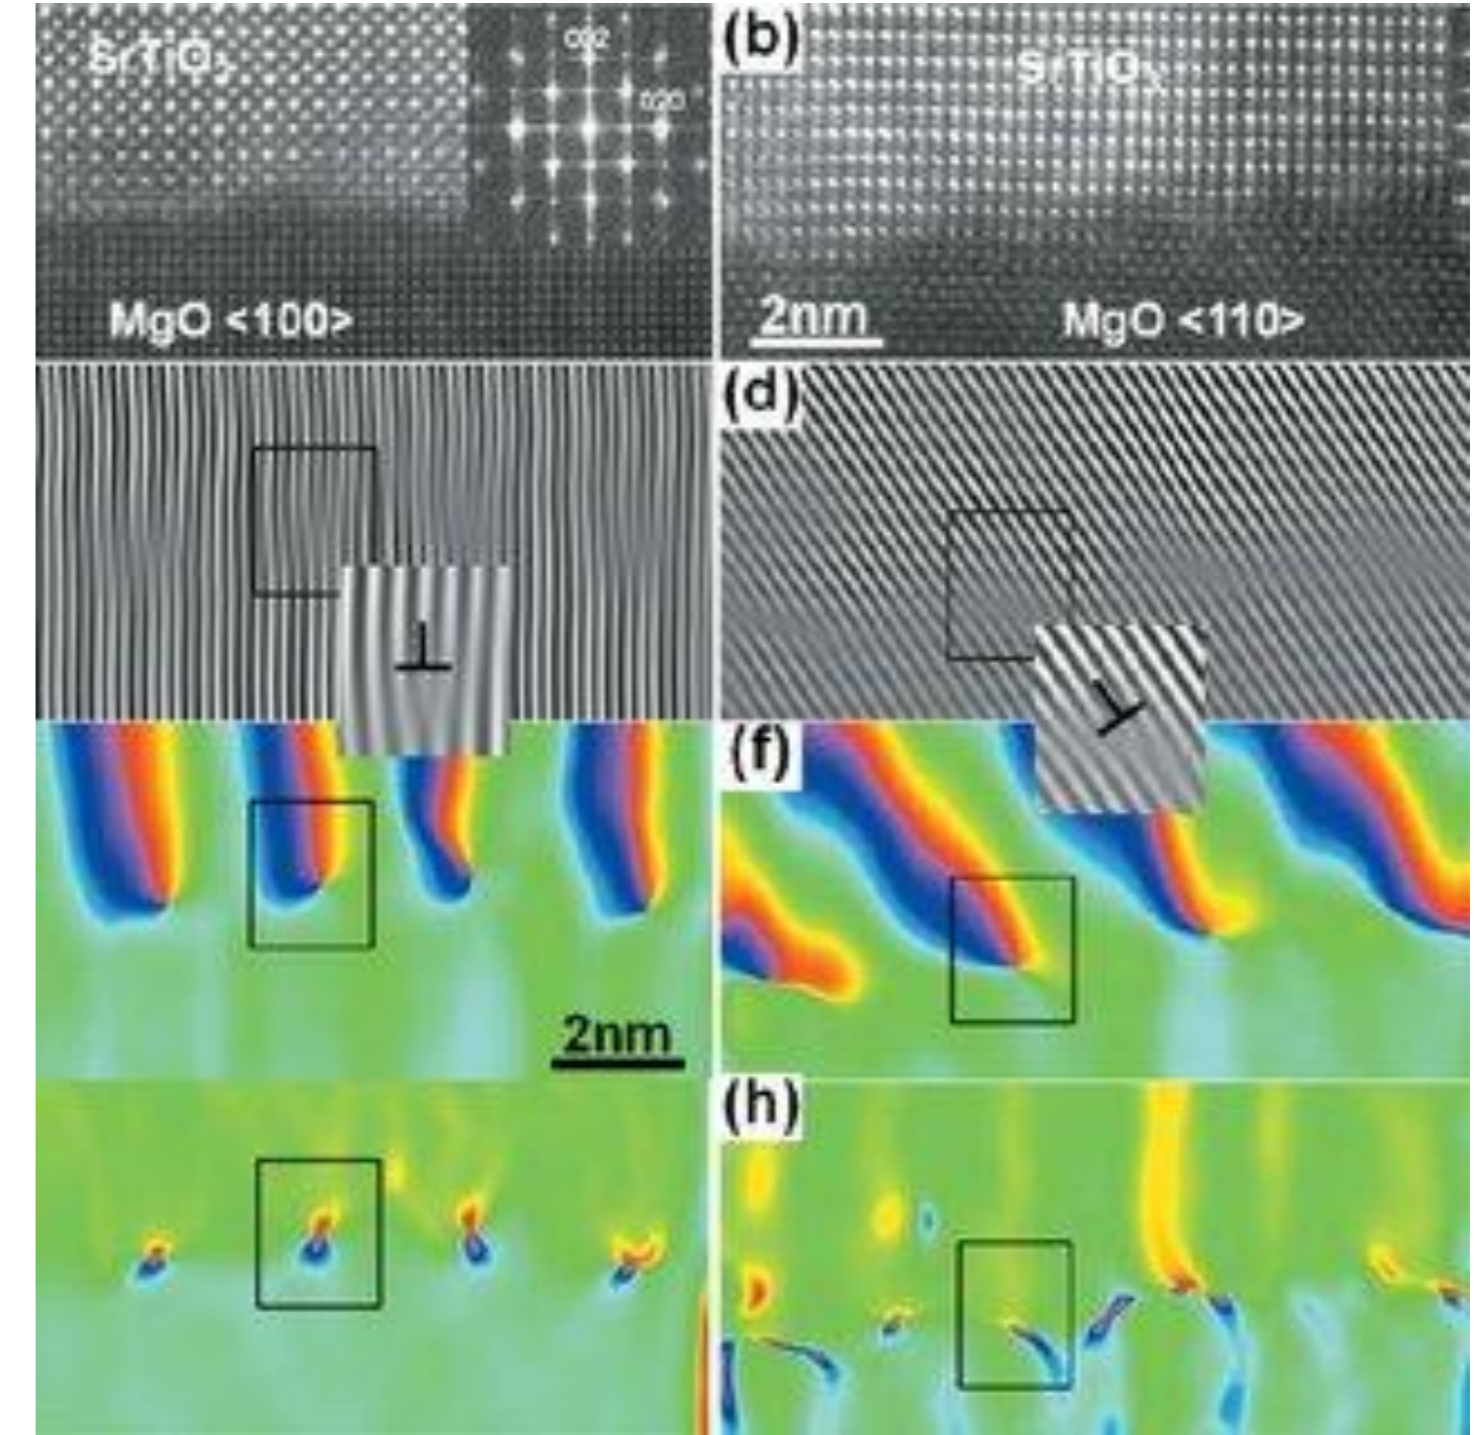 SrTiO3
002
020
MgO <100>
(b)
SrTiO3
2nm
MgO <110>
(d)
(f)
2nm
(h)